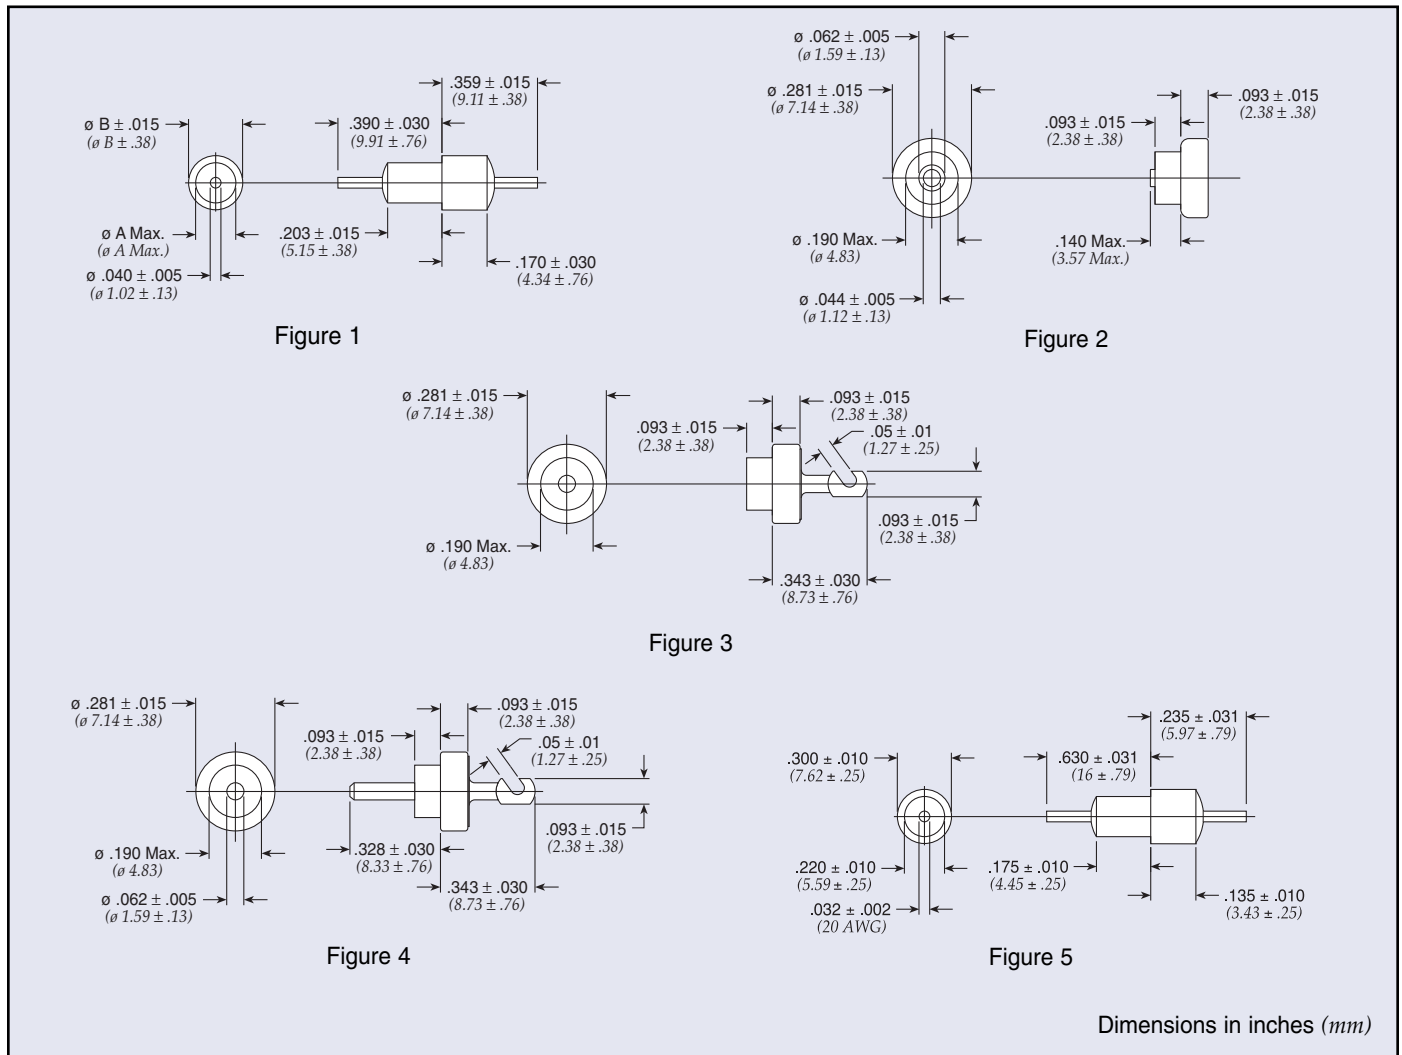 .359 ± .015
(9.11 ± .38)
ø B ± .015
(ø B ± .38)
.390 ± .030
(9.91 ± .76)
ø A Max.
(ø A Max.)
.203 ± .015
(5.15 ± .38)
.170 ± .030
(4.34 ± .76)
ø .040 ± .005
(ø 1.02 ± .13)
Figure 1
ø .062 ± .005
(ø 1.59 ± .13)
ø .281 ± .015
(ø 7.14 ± .38)
.093 ± .015
(2.38 ± .38)
.093 ± .015
(2.38 ± .38)
ø .190 Max.
(ø 4.83)
.140 Max.
(3.57 Max.)
ø .044 ± .005
(ø 1.12 ± .13)
Figure 2
ø .281 ± .015
(ø 7.14 ± .38)
.093 ± .015
(2.38 ± .38)
.093 ± .015
(2.38 ± .38)
.05 ± .01
(1.27 ± .25)
.093 ± .015
(2.38 ± .38)
ø .190 Max.
(ø 4.83)
.343 ± .030
(8.73 ± .76)
Figure 3
ø .281 ± .015
(ø 7.14 ± .38)
.093 ± .015
(2.38 ± .38)
.093 ± .015
(2.38 ± .38)
.05 ± .01
(1.27 ± .25)
.093 ± .015
(2.38 ± .38)
ø .190 Max.
(ø 4.83)
.328 ± .030
(8.33 ± .76)
.343 ± .030
(8.73 ± .76)
ø .062 ± .005
(ø 1.59 ± .13)
Figure 4
.235 ± .031
(5.97 ± .79)
.300 ± .010
(7.62 ± .25)
.630 ± .031
(16 ± .79)
.220 ± .010
(5.59 ± .25)
.175 ± .010
(4.45 ± .25)
.135 ± .010
(3.43 ± .25)
.032 ± .002
(20 AWG)
Figure 5
Dimensions in inches (mm)